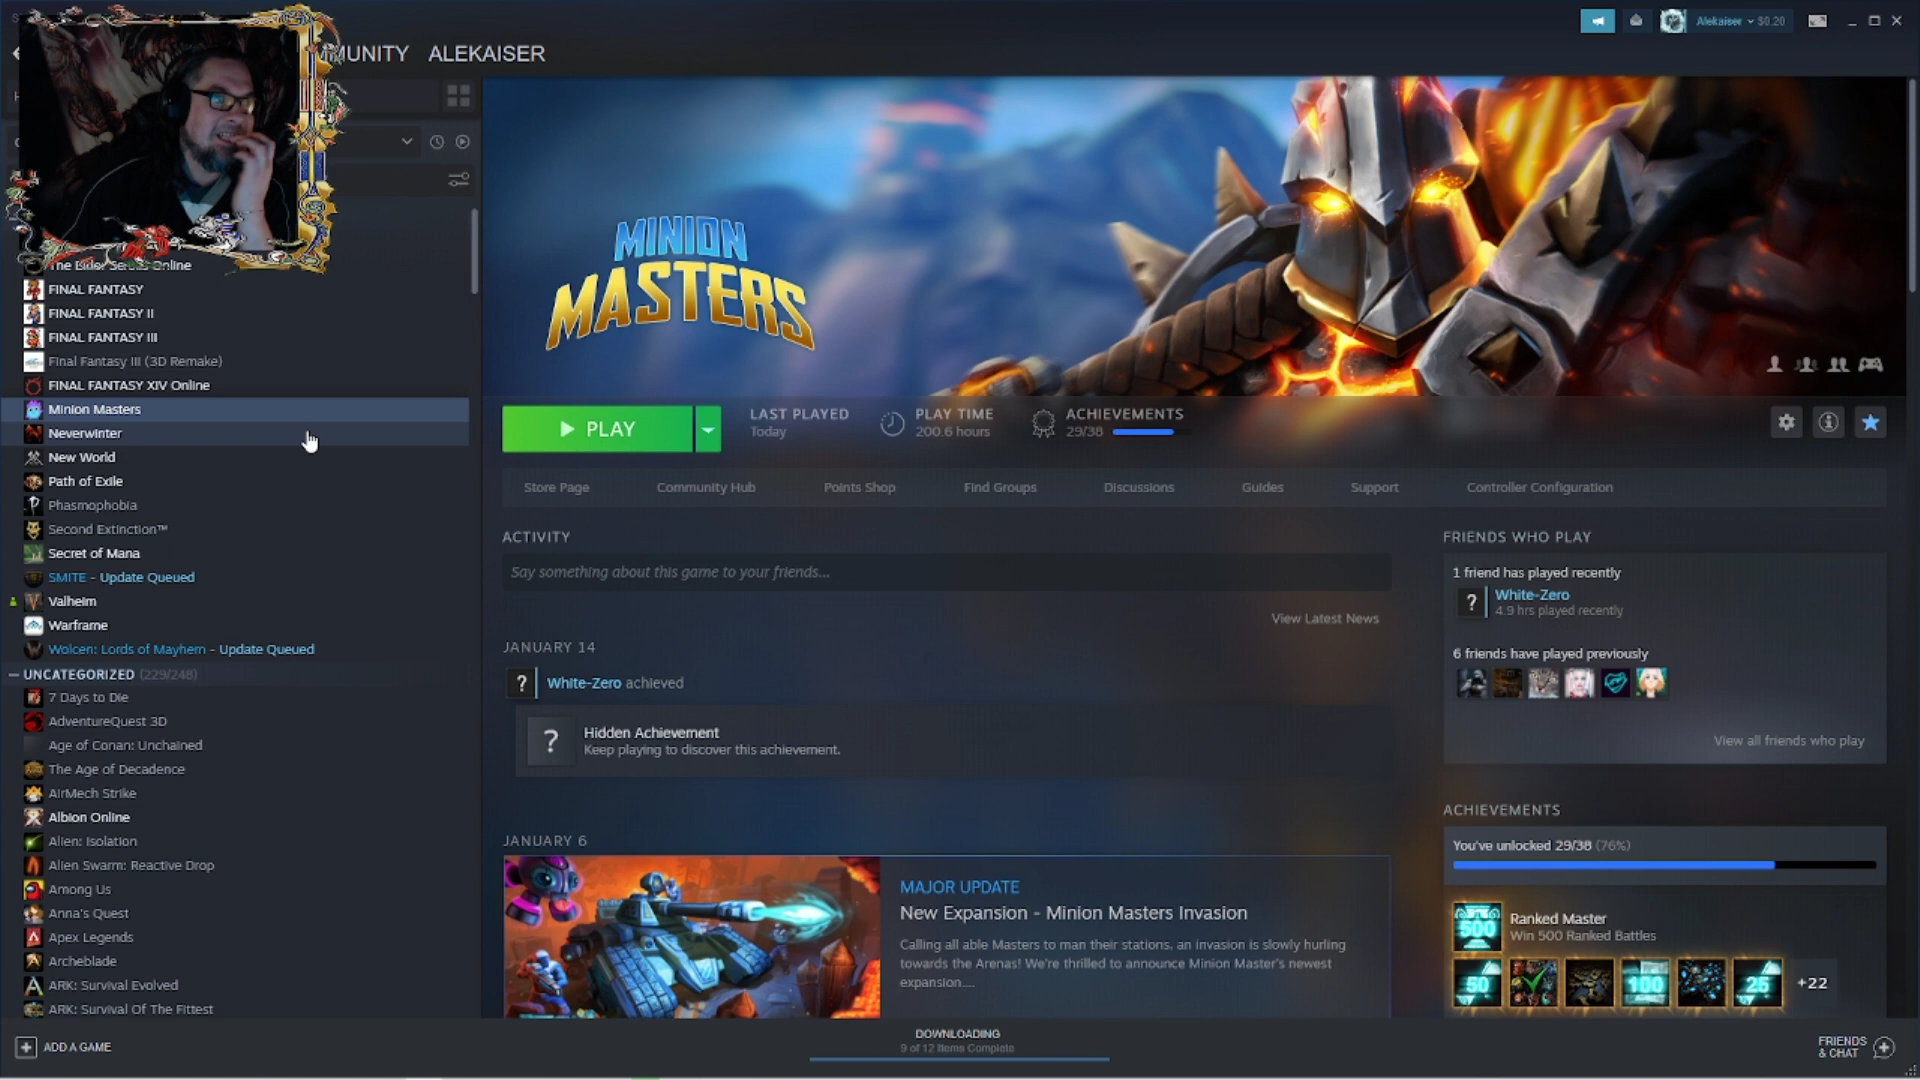 MUNITY ALEKAISER
Alekaiser $0.20
The Elder Scrolls Online
FINAL FANTASY
FINAL FANTASY II
FINAL FANTASY III
Final Fantasy III (3D Remake)
FINAL FANTASY XIV Online
Minion Masters
Neverwinter
New World
Path of Exile
Phasmophobia
Second Extinction™
Secret of Mana
SMITE - Update Queued
Valheim
Warframe
Wolcen: Lords of Mayhem - Update Queued
— UNCATEGORIZED (229/248)
7 Days to Die
AdventureQuest 3D
Age of Conan: Unchained
The Age of Decadence
AirMech Strike
Albion Online
Alien: Isolation
Alien Swarm: Reactive Drop
Among Us
Anna's Quest
Apex Legends
Archeblade
ARK: Survival Evolved
ARK: Survival Of The Fittest
ADD A GAME
MINION
MASTERS
PLAY
LAST PLAYED
Today
PLAY TIME
200.6 hours
ACHIEVEMENTS
29/38
Store Page
Community Hub
Points Shop
Find Groups
Discussions
Guides
Support
Controller Configuration
ACTIVITY
Say something about this game to your friends...
View Latest News
JANUARY 14
? White-Zero achieved
? Hidden Achievement
Keep playing to discover this achievement.
JANUARY 6
MAJOR UPDATE
New Expansion - Minion Masters Invasion
Calling all able Masters to man their stations, an invasion is slowly hurling
towards the Arenas! We're thrilled to announce Minion Master's newest
expansion....
FRIENDS WHO PLAY
1 friend has played recently
? White-Zero
4.9 hrs played recently
6 friends have played previously
View all friends who play
ACHIEVEMENTS
You've unlocked 29/38 (76%)
500
Ranked Master
Win 500 Ranked Battles
50 100 25 +22
DOWNLOADING
9 of 12 Items Complete
FRIENDS
& CHAT